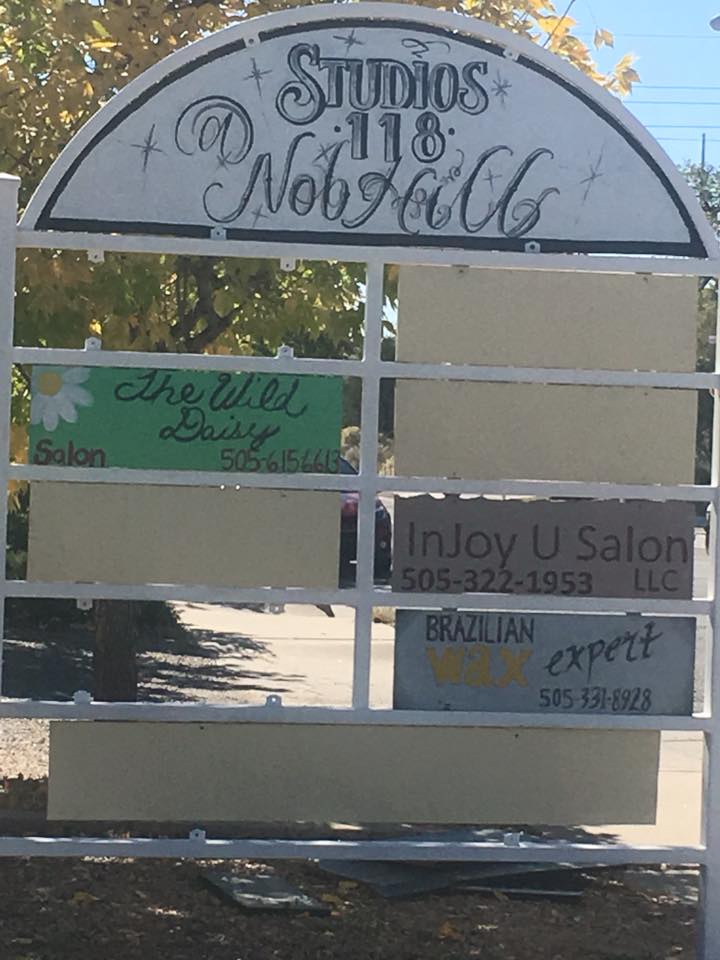 STUDIOS
·118·
@ Nob Hill
The Wild
Daisy
Salon 505-615-6613
InJoy U Salon
505-322-1953 LLC
BRAZILIAN
wax expert
505-331-8928